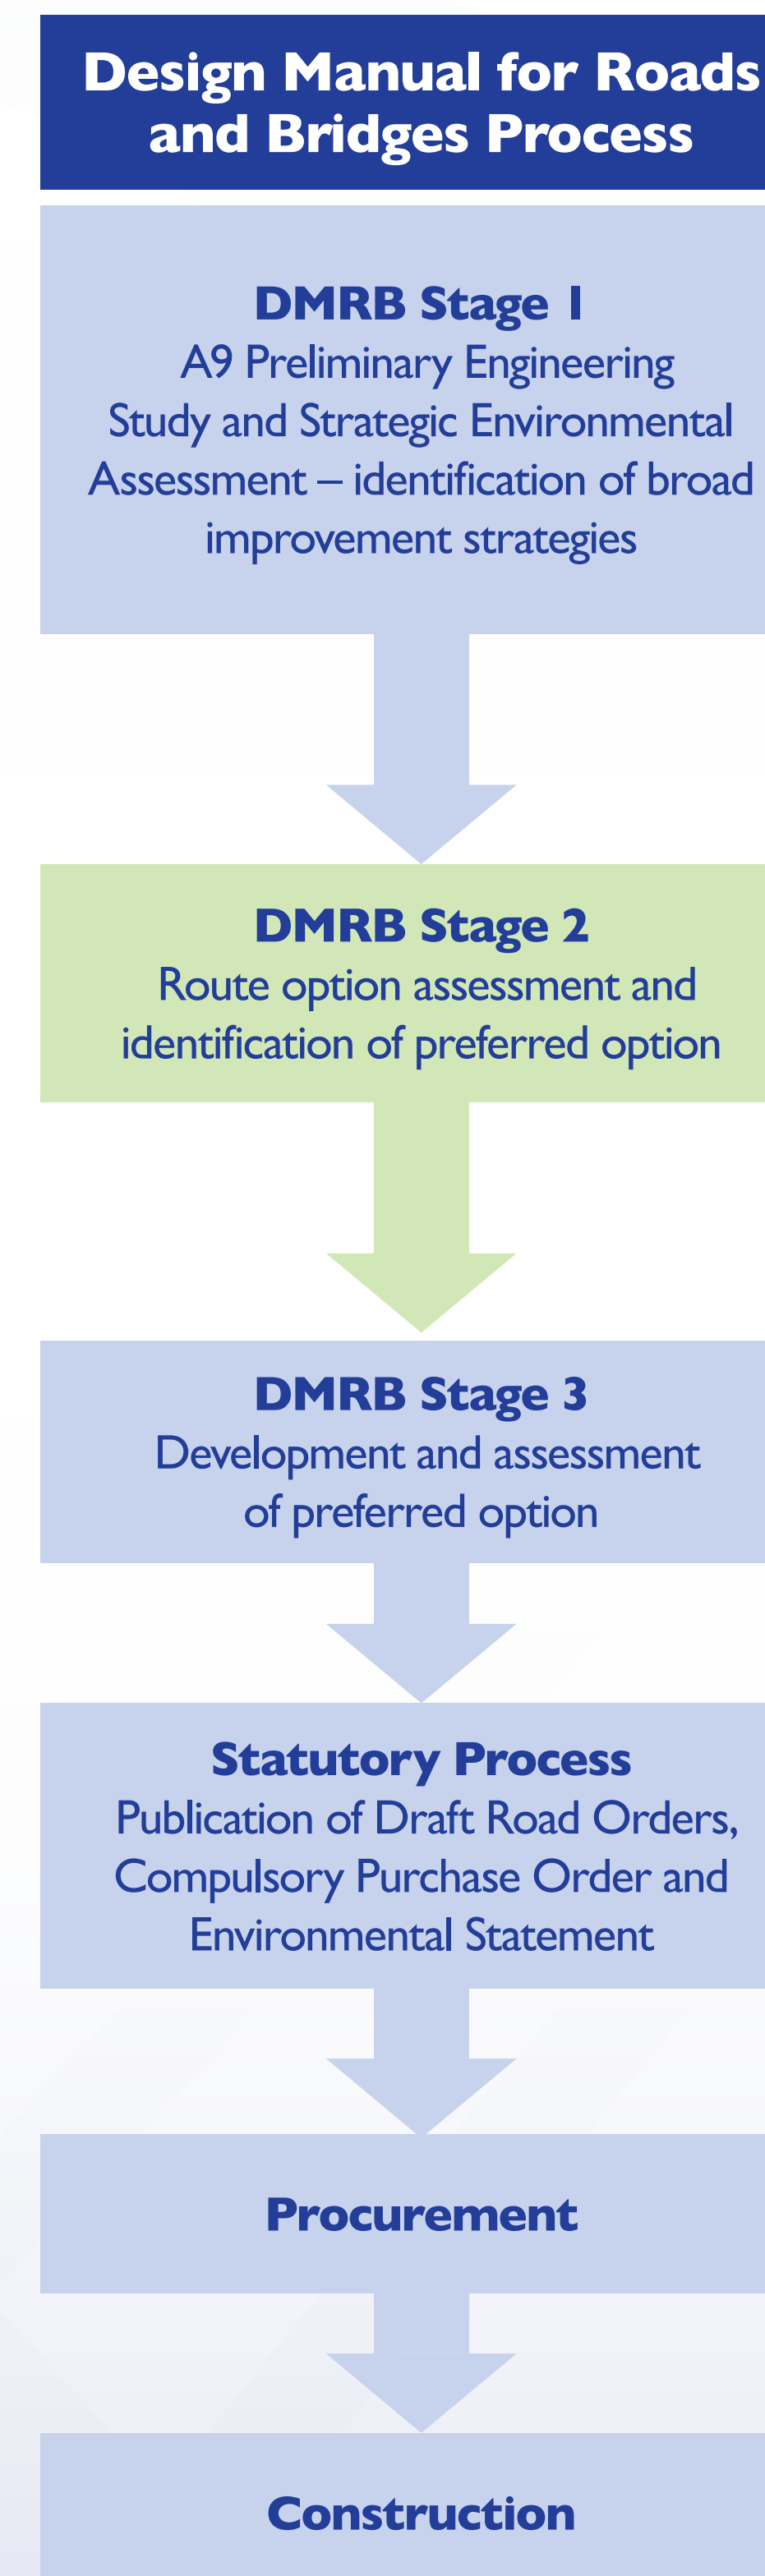 Design Manual for Roads
and Bridges Process
DMRB Stage 1
A9 Preliminary Engineering
Study and Strategic Environmental
Assessment – identification of broad
improvement strategies
DMRB Stage 2
Route option assessment and
identification of preferred option
DMRB Stage 3
Development and assessment
of preferred option
Statutory Process
Publication of Draft Road Orders,
Compulsory Purchase Order and
Environmental Statement
Procurement
Construction